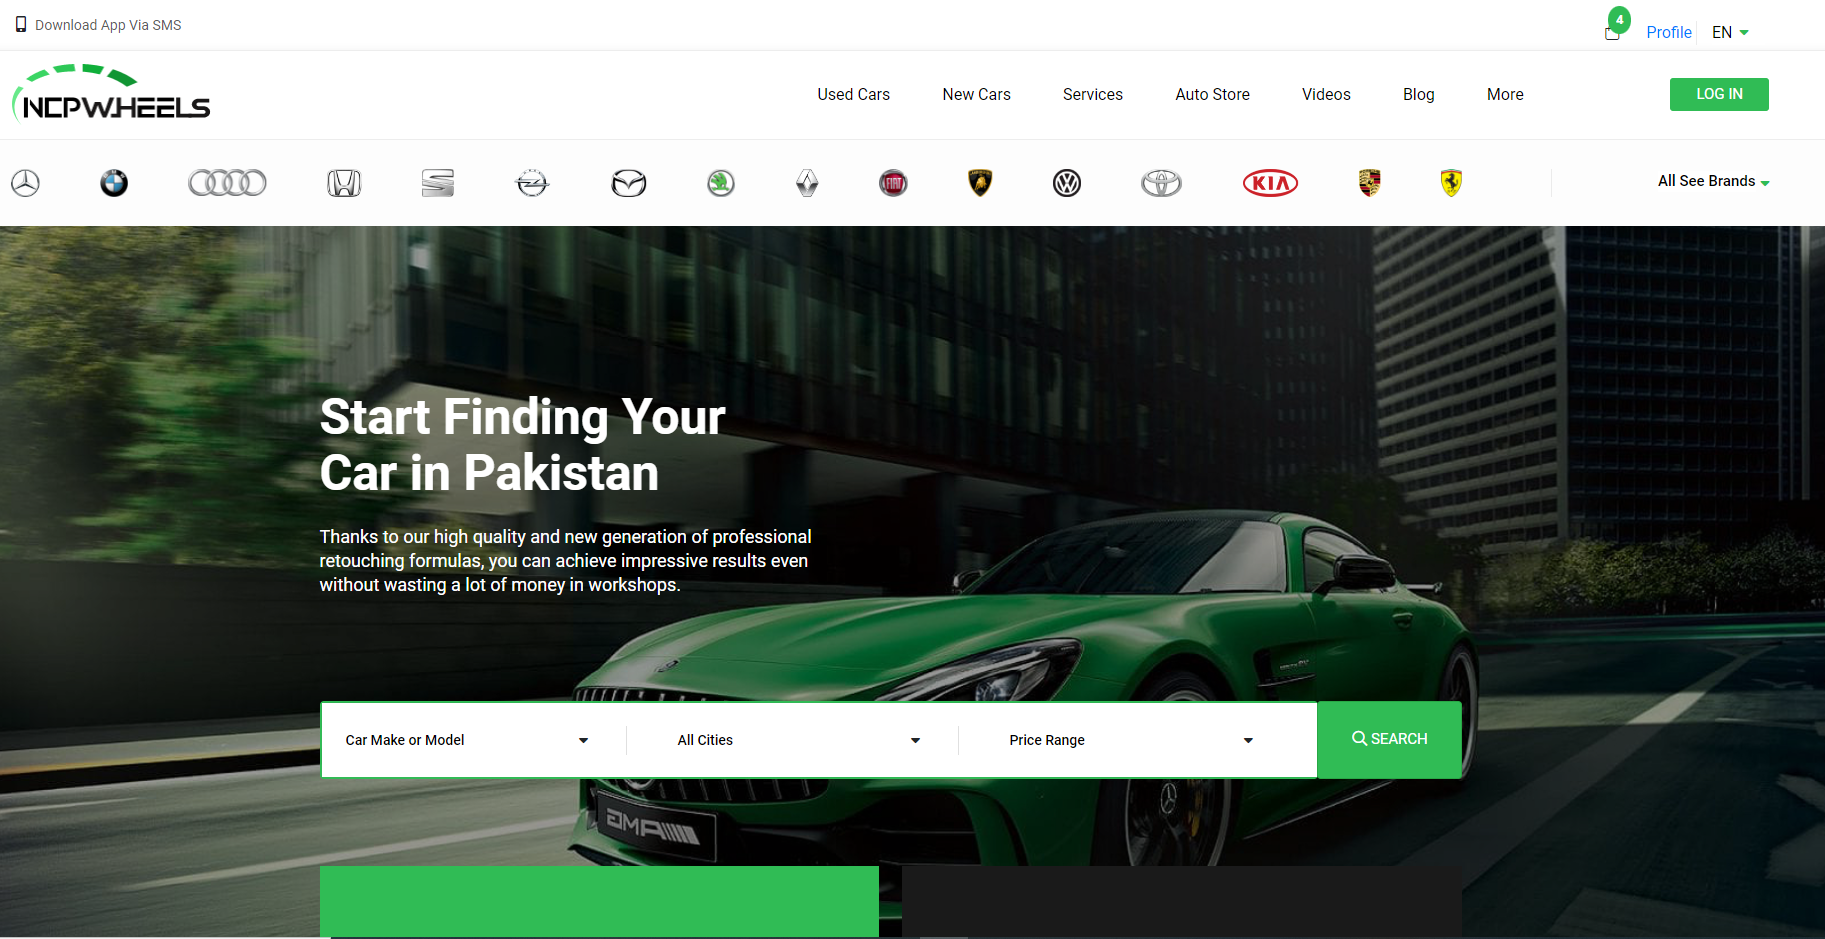 Download App Via SMS
4
Profile
EN
NCPWHEELS
Used Cars
New Cars
Services
Auto Store
Videos
Blog
More
LOG IN
FIAT
KIA
All See Brands
Start Finding Your
Car in Pakistan
Thanks to our high quality and new generation of professional
retouching formulas, you can achieve impressive results even
without wasting a lot of money in workshops.
Car Make or Model
All Cities
Price Range
SEARCH
AMG